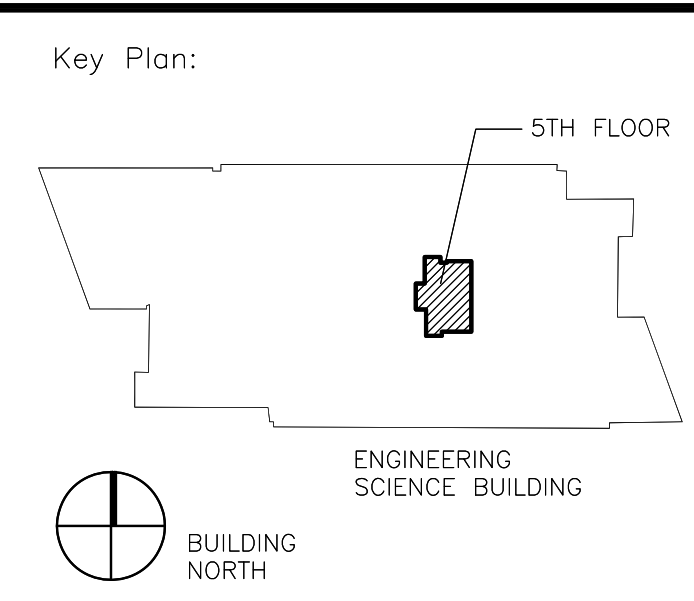 Key Plan:
5TH FLOOR
ENGINEERING
SCIENCE BUILDING
BUILDING
NORTH